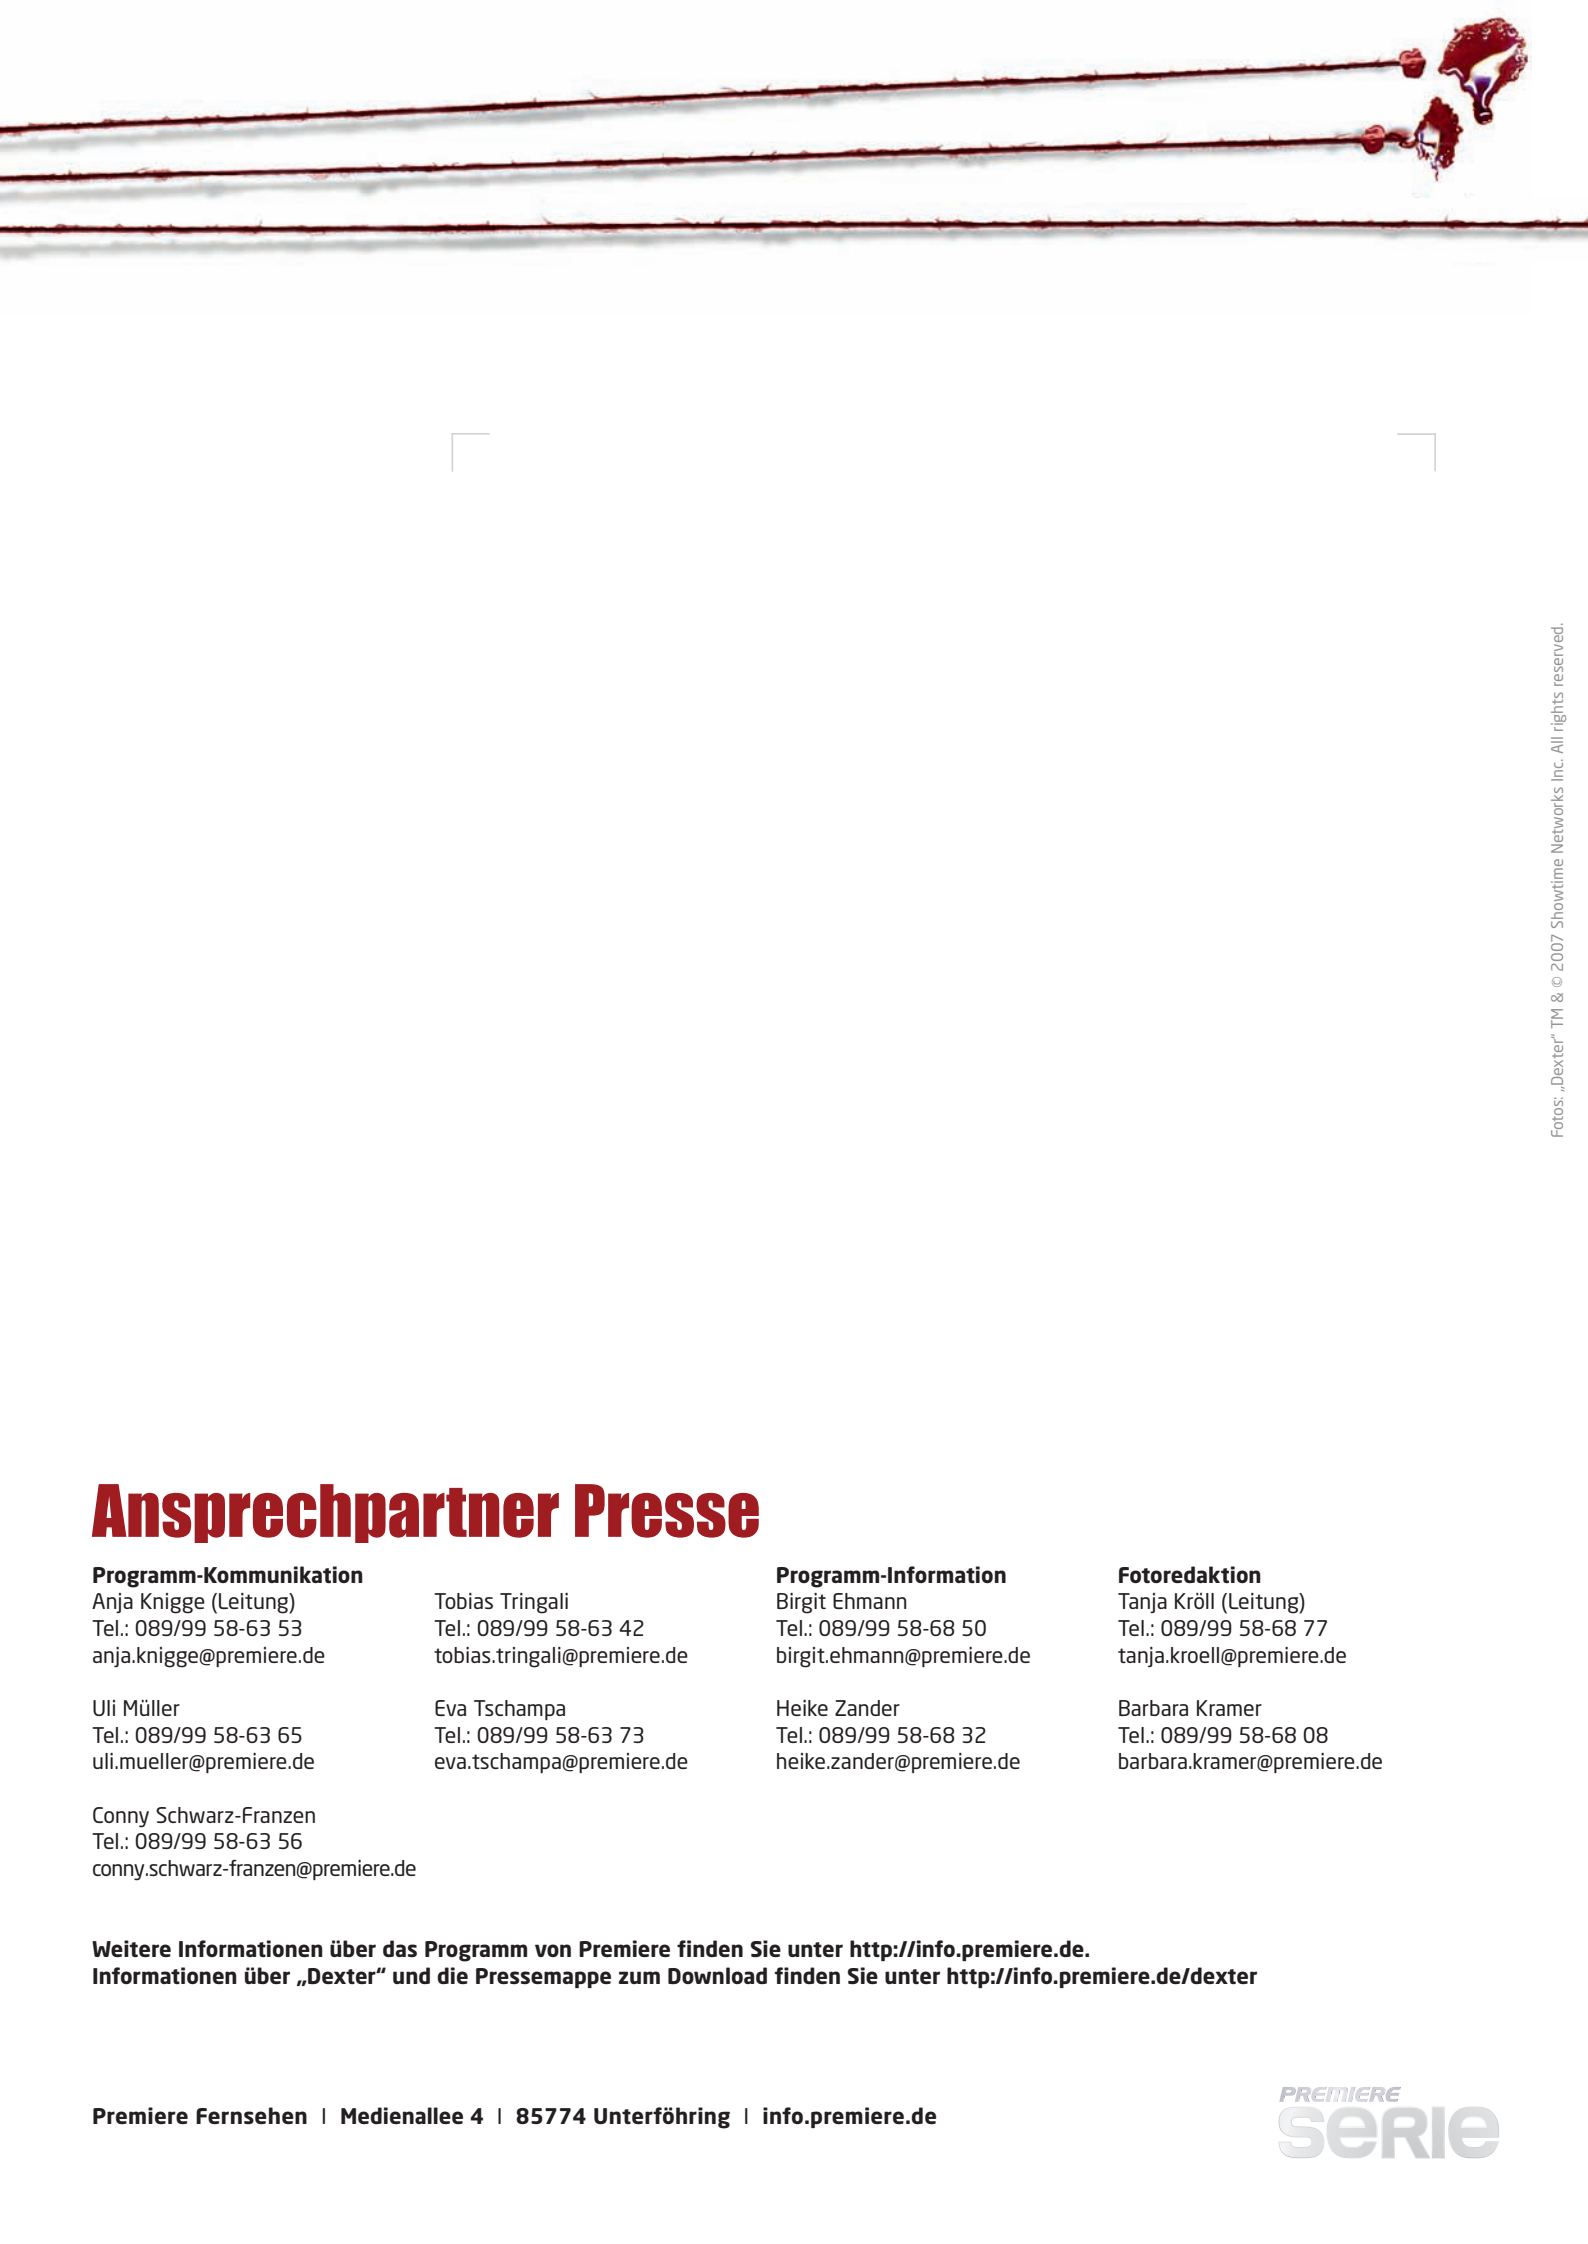 Fotos: „Dexter“ TM & © 2007 Showtime Networks Inc. All rights reserved.
Ansprechpartner Presse
Programm-Kommunikation
Anja Knigge (Leitung)
Tel.: 089/99 58-63 53
anja.knigge@premiere.de
Uli Müller
Tel.: 089/99 58-63 65
uli.mueller@premiere.de
Conny Schwarz-Franzen
Tel.: 089/99 58-63 56
conny.schwarz-franzen@premiere.de
Tobias Tringali
Tel.: 089/99 58-63 42
tobias.tringali@premiere.de
Eva Tschampa
Tel.: 089/99 58-63 73
eva.tschampa@premiere.de
Programm-Information
Birgit Ehmann
Tel.: 089/99 58-68 50
birgit.ehmann@premiere.de
Heike Zander
Tel.: 089/99 58-68 32
heike.zander@premiere.de
Fotoredaktion
Tanja Kröll (Leitung)
Tel.: 089/99 58-68 77
tanja.kroell@premiere.de
Barbara Kramer
Tel.: 089/99 58-68 08
barbara.kramer@premiere.de
Weitere Informationen über das Programm von Premiere finden Sie unter http://info.premiere.de.
Informationen über „Dexter“ und die Pressemappe zum Download finden Sie unter http://info.premiere.de/dexter
Premiere Fernsehen | Medienallee 4 | 85774 Unterföhring | info.premiere.de
PREMIERE
SERIE